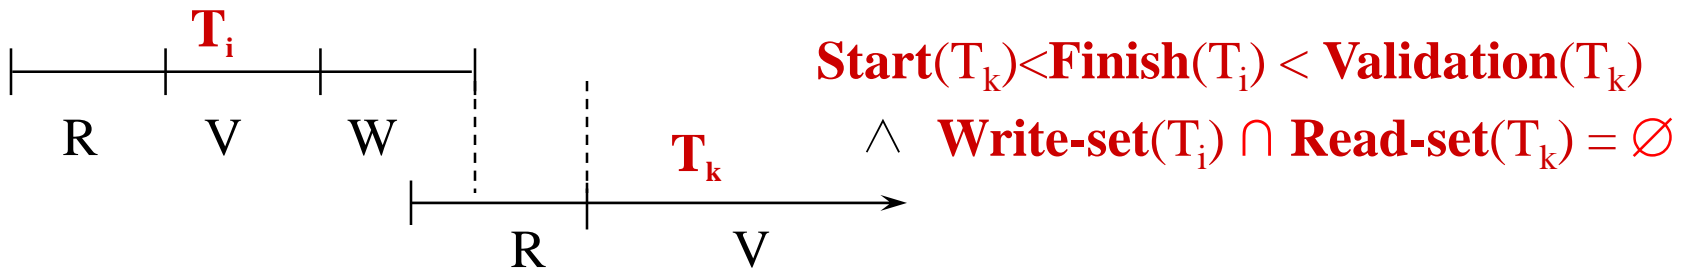 Tᵢ
Start(Tₖ)<Finish(Tᵢ) < Validation(Tₖ)
R V W
∧ Write-set(Tᵢ) ∩ Read-set(Tₖ) = ∅
Tₖ
R V